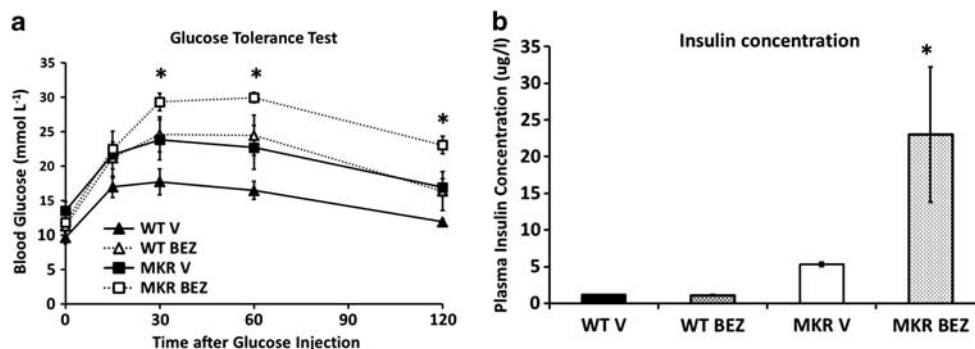 a
Glucose Tolerance Test
Blood Glucose (mmol L⁻¹)
35
30
25
20
15
10
5
0
* * *
WT V
WT BEZ
MKR V
MKR BEZ
0 30 60 90 120
Time after Glucose Injection
b
Insulin concentration
Plasma Insulin Concentration (ug/l)
35
30
25
20
15
10
5
0
*
WT V WT BEZ MKR V MKR BEZ